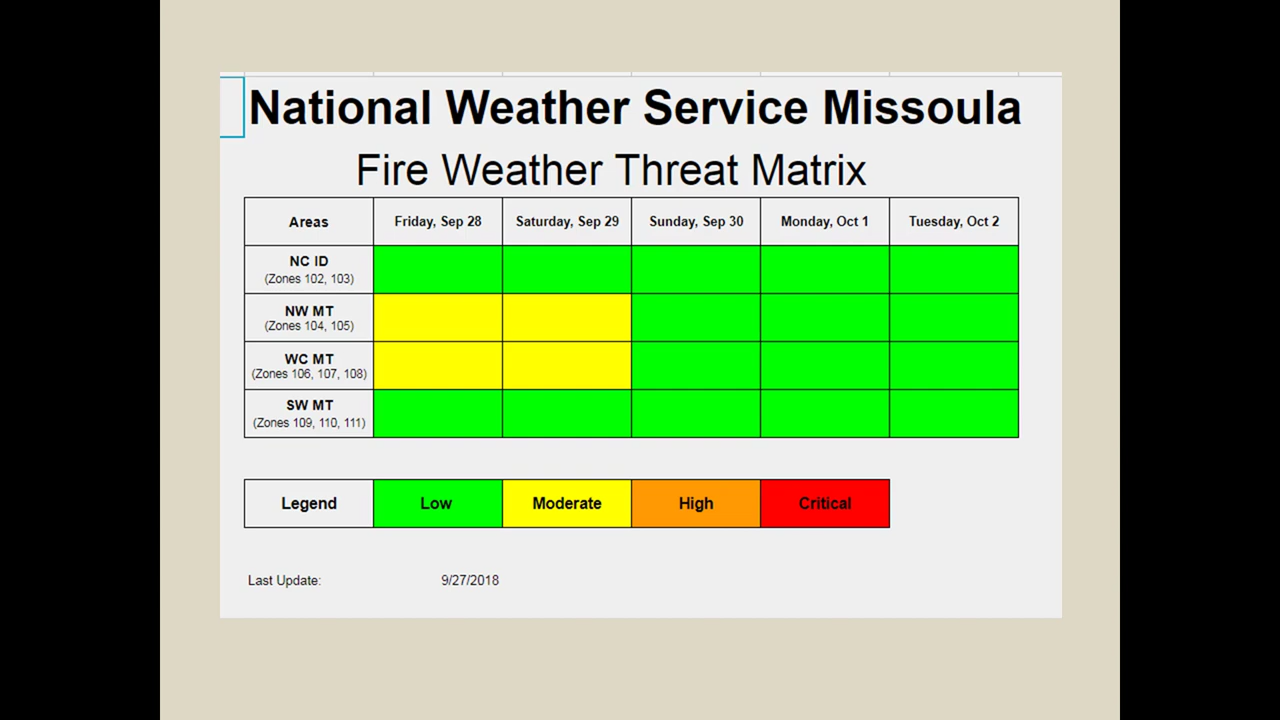 National Weather Service Missoula
Fire Weather Threat Matrix
Areas Friday, Sep 28 Saturday, Sep 29 Sunday, Sep 30 Monday, Oct 1 Tuesday, Oct 2
NC ID
(Zones 102, 103)
NW MT
(Zones 104, 105)
WC MT
(Zones 106, 107, 108)
SW MT
(Zones 109, 110, 111)
Legend Low Moderate High Critical
Last Update: 9/27/2018